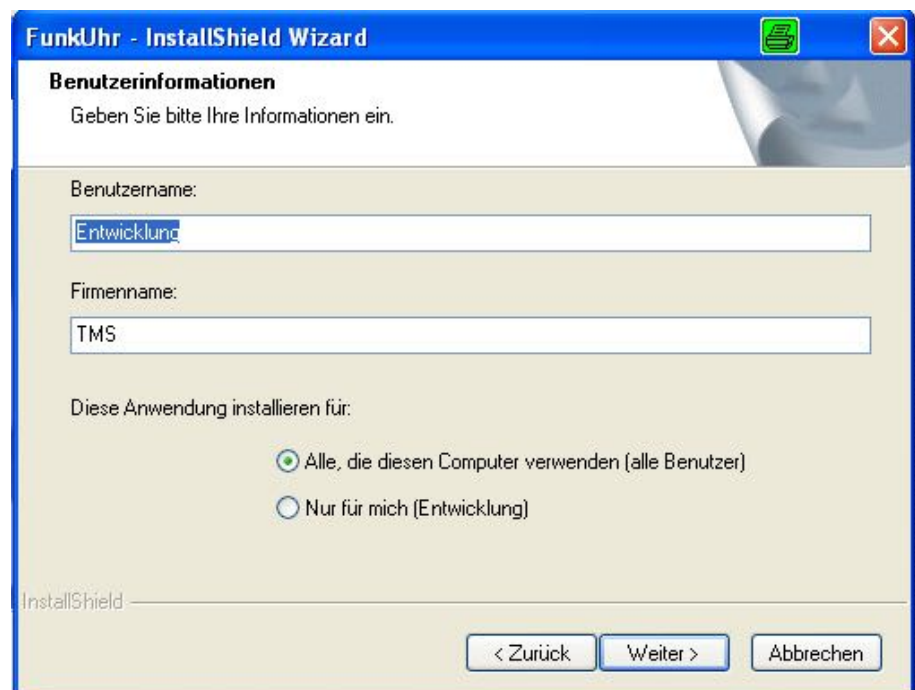 FunkUhr - InstallShield Wizard
Benutzerinformationen
Geben Sie bitte Ihre Informationen ein.
Benutzername:
Entwicklung
Firmenname:
TMS
Diese Anwendung installieren für:
Alle, die diesen Computer verwenden (alle Benutzer)
Nur für mich (Entwicklung)
InstallShield
< Zurück Weiter > Abbrechen